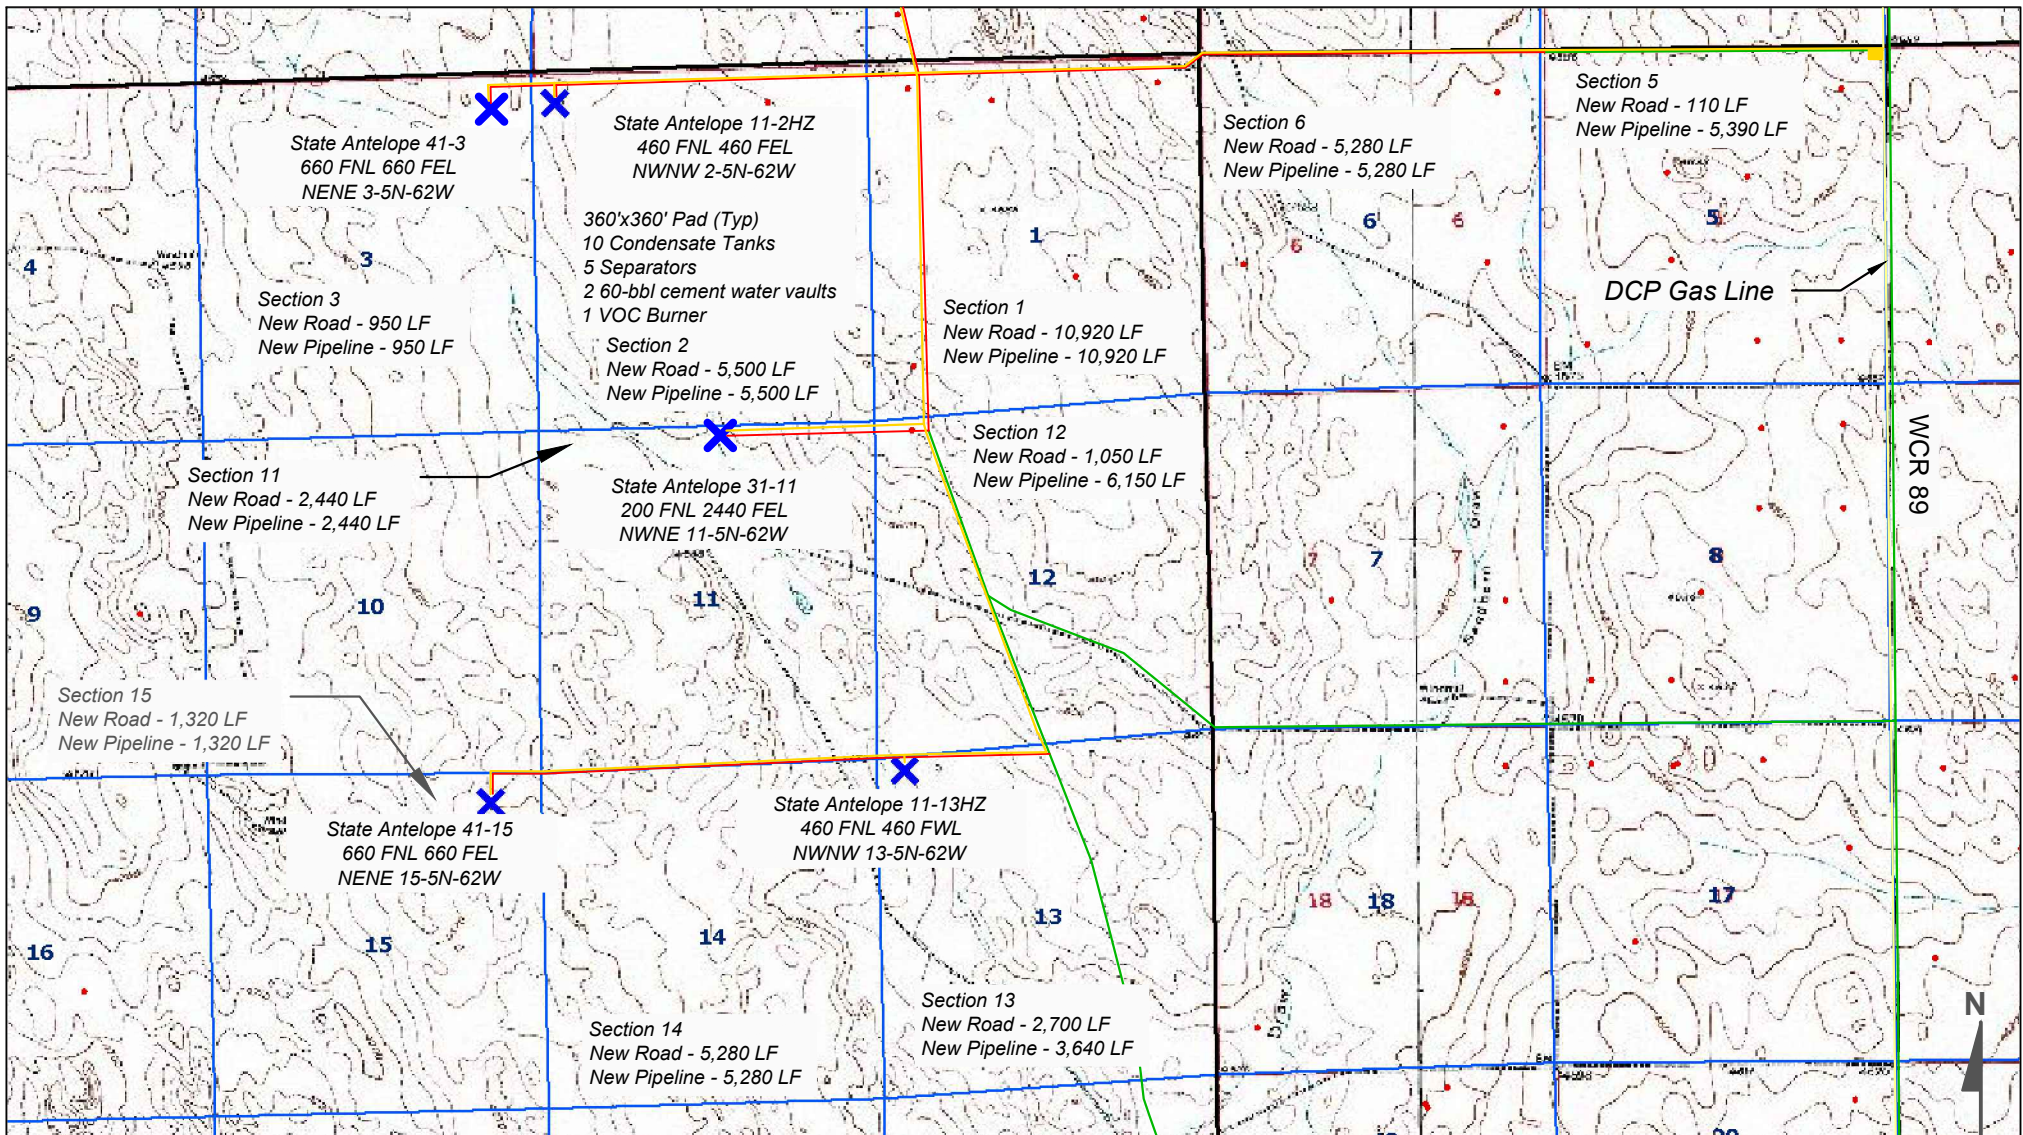 State Antelope 41-3
660 FNL 660 FEL
NENE 3-5N-62W
State Antelope 11-2HZ
460 FNL 460 FEL
NWNW 2-5N-62W
360'x360' Pad (Typ)
10 Condensate Tanks
5 Separators
2 60-bbl cement water vaults
1 VOC Burner
Section 2
New Road - 5,500 LF
New Pipeline - 5,500 LF
Section 6
New Road - 5,280 LF
New Pipeline - 5,280 LF
Section 5
New Road - 110 LF
New Pipeline - 5,390 LF
4
3
1
6
6
6
5
DCP Gas Line
Section 3
New Road - 950 LF
New Pipeline - 950 LF
Section 1
New Road - 10,920 LF
New Pipeline - 10,920 LF
Section 12
New Road - 1,050 LF
New Pipeline - 6,150 LF
WCR 89
Section 11
New Road - 2,440 LF
New Pipeline - 2,440 LF
State Antelope 31-11
200 FNL 2440 FEL
NWNE 11-5N-62W
9
10
11
12
7
7
7
8
Section 15
New Road - 1,320 LF
New Pipeline - 1,320 LF
State Antelope 41-15
660 FNL 660 FEL
NENE 15-5N-62W
State Antelope 11-13HZ
460 FNL 460 FWL
NWNW 13-5N-62W
16
15
14
13
18
18
18
17
Draw
Section 14
New Road - 5,280 LF
New Pipeline - 5,280 LF
Section 13
New Road - 2,700 LF
New Pipeline - 3,640 LF
N